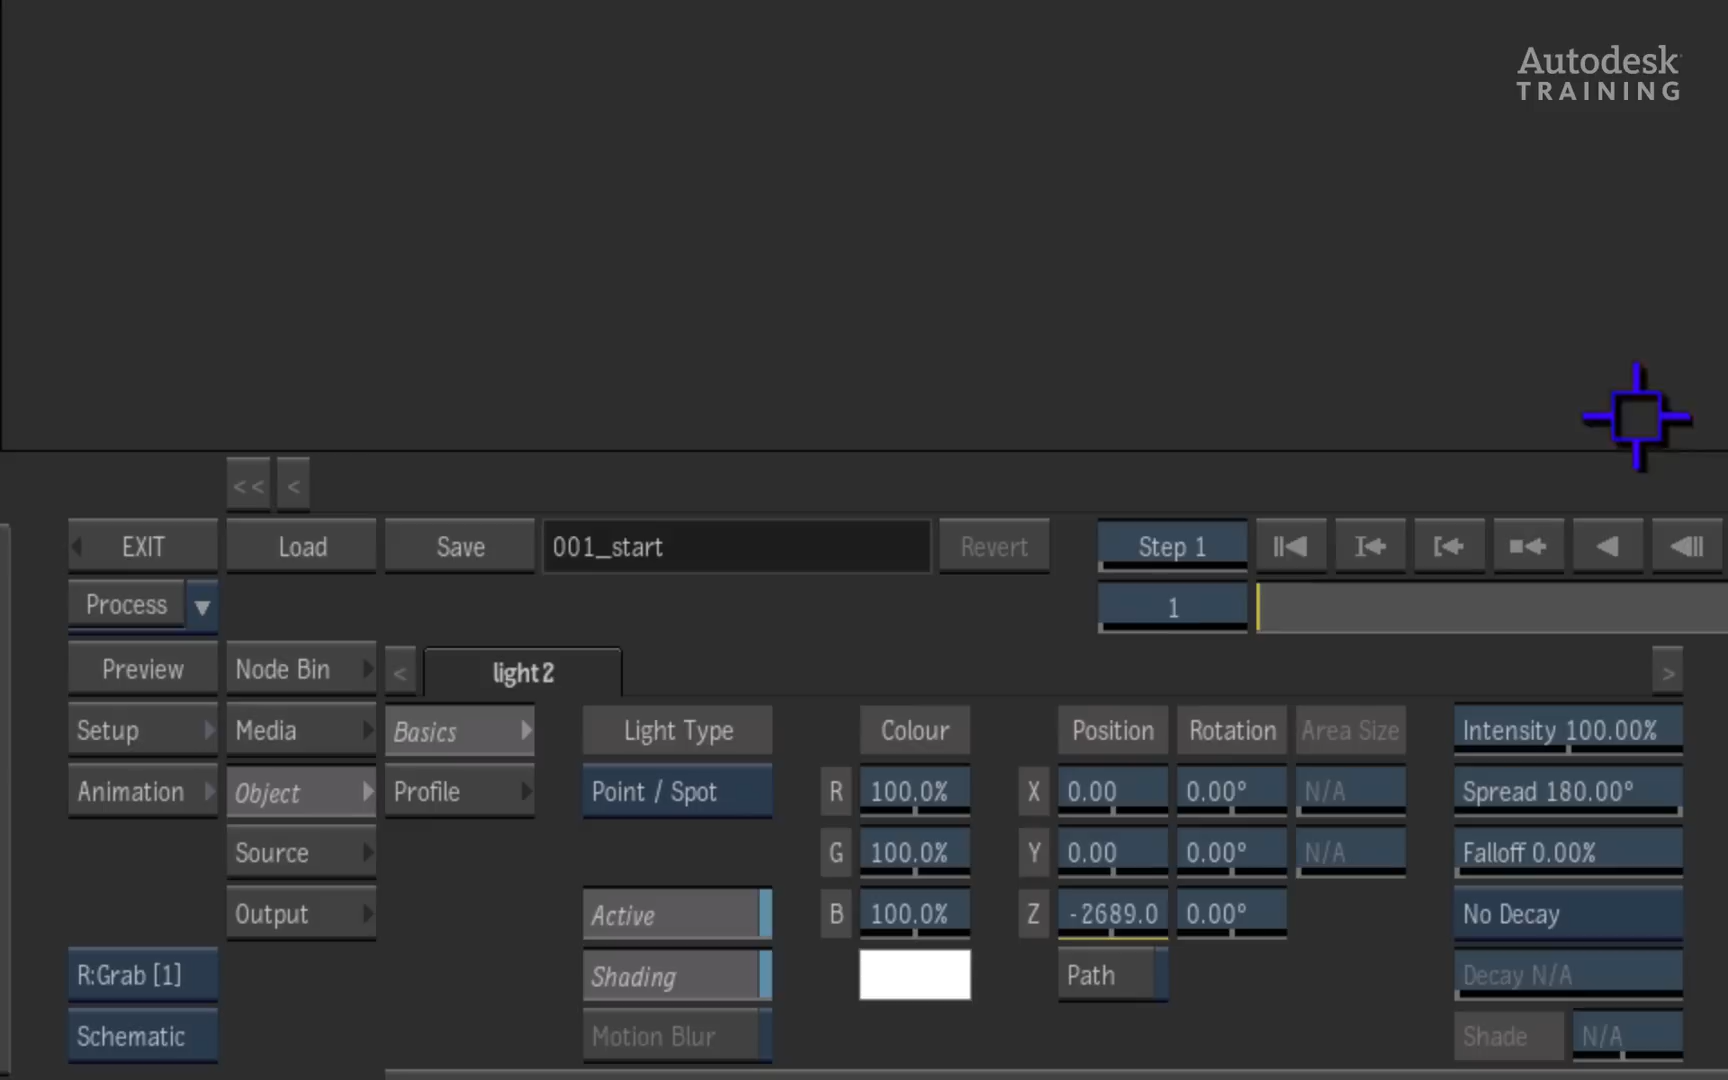 Autodesk
TRAINING
<< <
EXIT Load Save 001_start Revert Step 1
Process 1
Preview Node Bin < light2 >
Setup Media Basics Light Type Colour Position Rotation Area Size Intensity 100.00%
Animation Object Profile Point / Spot R 100.0% X 0.00 0.00° N/A Spread 180.00°
Source G 100.0% Y 0.00 0.00° N/A Falloff 0.00%
Output Active B 100.0% Z -2689.0 0.00° No Decay
R:Grab [1] Shading Path Decay N/A
Schematic Motion Blur Shade N/A